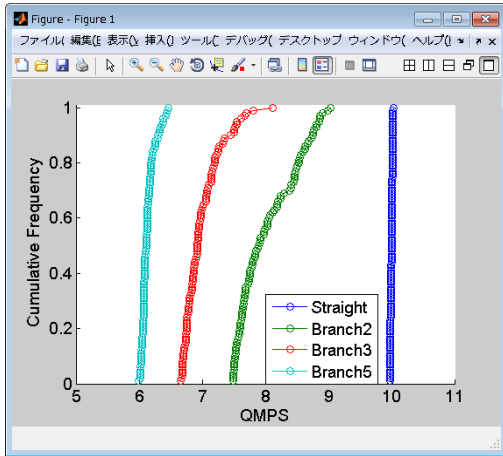 Figure - Figure 1
ファイル( 編集(E 表示(V 挿入(I ツール(T デバッグ( デスクトップ ウィンドウ( ヘルプ(
1
0.8
0.6
0.4
0.2
0
Cumulative Frequency
Straight
Branch2
Branch3
Branch5
5 6 7 8 9 10 11
QMPS